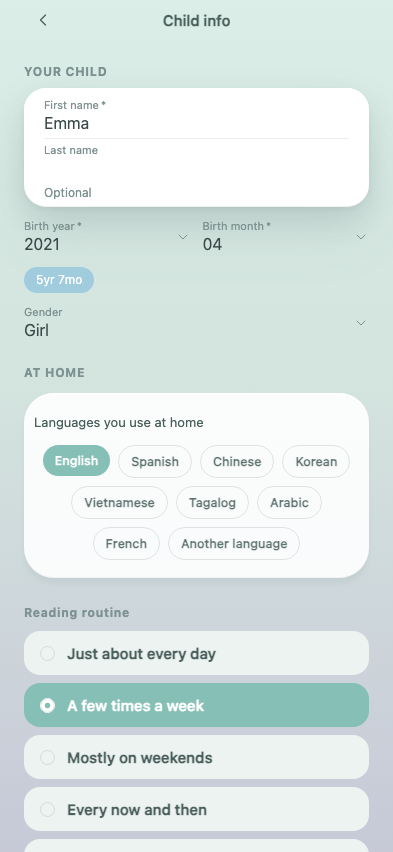 Child info
YOUR CHILD
First name *
Emma
Last name
Optional
Birth year *
2021
Birth month *
04
5yr 7mo
Gender
Girl
AT HOME
Languages you use at home
English Spanish Chinese Korean
Vietnamese Tagalog Arabic
French Another language
Reading routine
Just about every day
A few times a week
Mostly on weekends
Every now and then